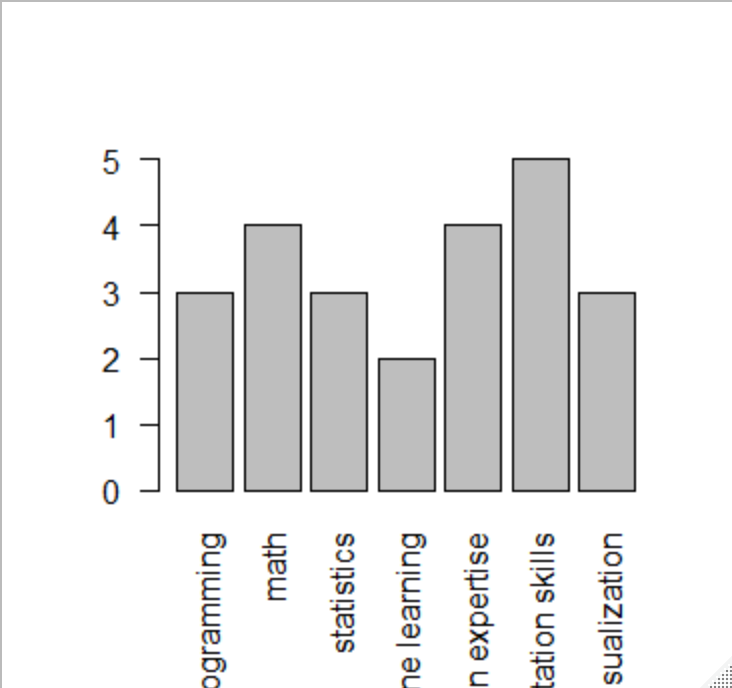 5
4
3
2
1
0
ogramming
math
statistics
ne learning
n expertise
tation skills
sualization